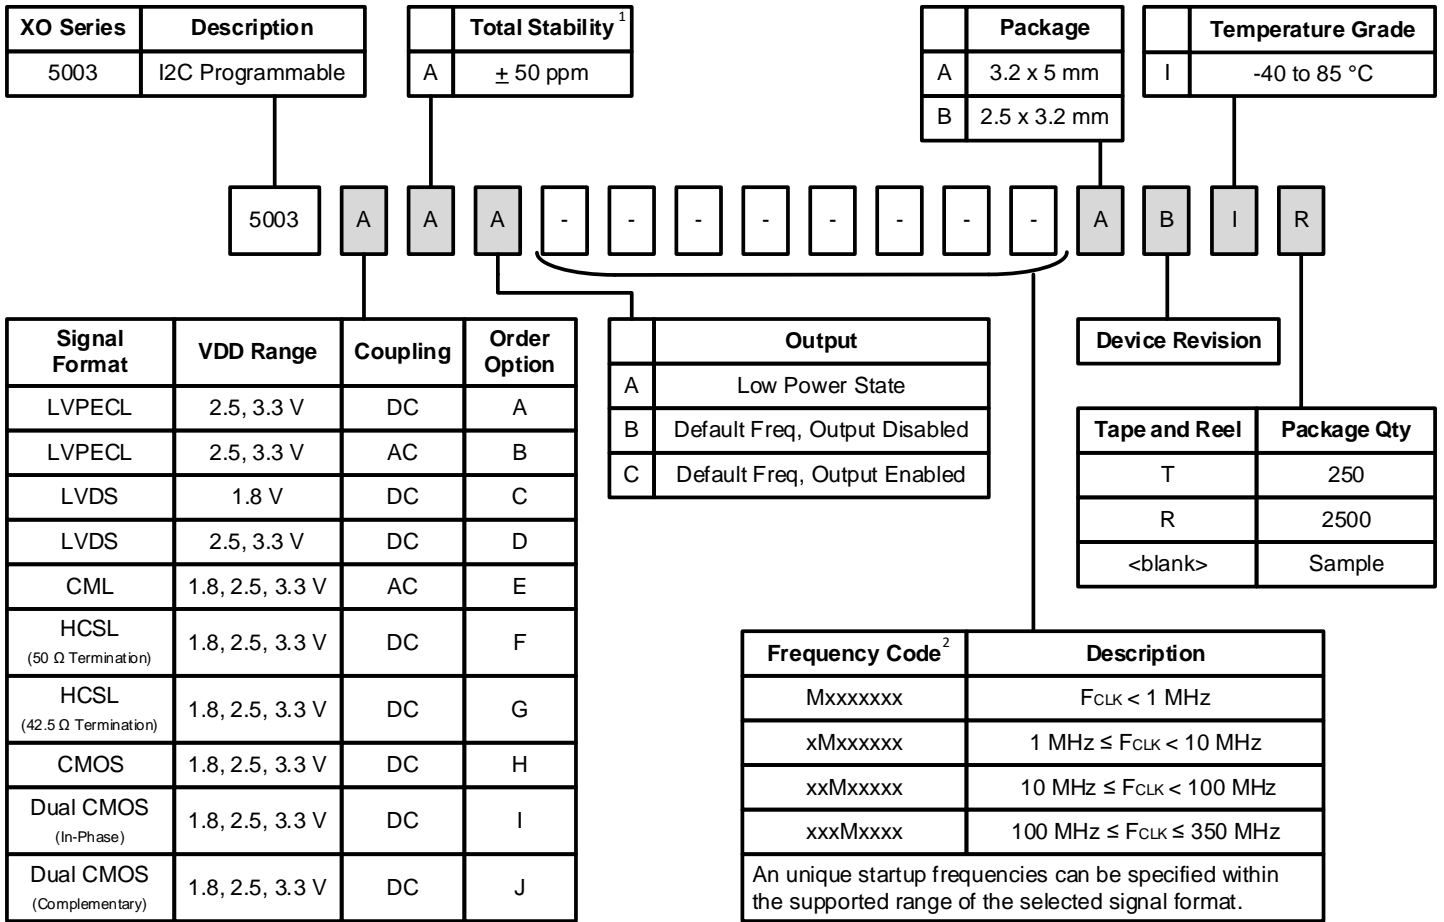 XO Series Description
5003 I2C Programmable
Total Stability1
A ± 50 ppm
Package
A 3.2 x 5 mm
B 2.5 x 3.2 mm
Temperature Grade
I -40 to 85 °C
5003 A A A - - - - - - - - A B I R
Signal Format VDD Range Coupling Order Option
LVPECL 2.5, 3.3 V DC A
LVPECL 2.5, 3.3 V AC B
LVDS 1.8 V DC C
LVDS 2.5, 3.3 V DC D
CML 1.8, 2.5, 3.3 V AC E
HCSL (50 Ω Termination) 1.8, 2.5, 3.3 V DC F
HCSL (42.5 Ω Termination) 1.8, 2.5, 3.3 V DC G
CMOS 1.8, 2.5, 3.3 V DC H
Dual CMOS (In-Phase) 1.8, 2.5, 3.3 V DC I
Dual CMOS (Complementary) 1.8, 2.5, 3.3 V DC J
Output
A Low Power State
B Default Freq, Output Disabled
C Default Freq, Output Enabled
Device Revision
Tape and Reel Package Qty
T 250
R 2500
<blank> Sample
Frequency Code2 Description
Mxxxxxxx FCLK < 1 MHz
xMxxxxxx 1 MHz ≤ FCLK < 10 MHz
xxMxxxxx 10 MHz ≤ FCLK < 100 MHz
xxxMxxxx 100 MHz ≤ FCLK ≤ 350 MHz
An unique startup frequencies can be specified within
the supported range of the selected signal format.